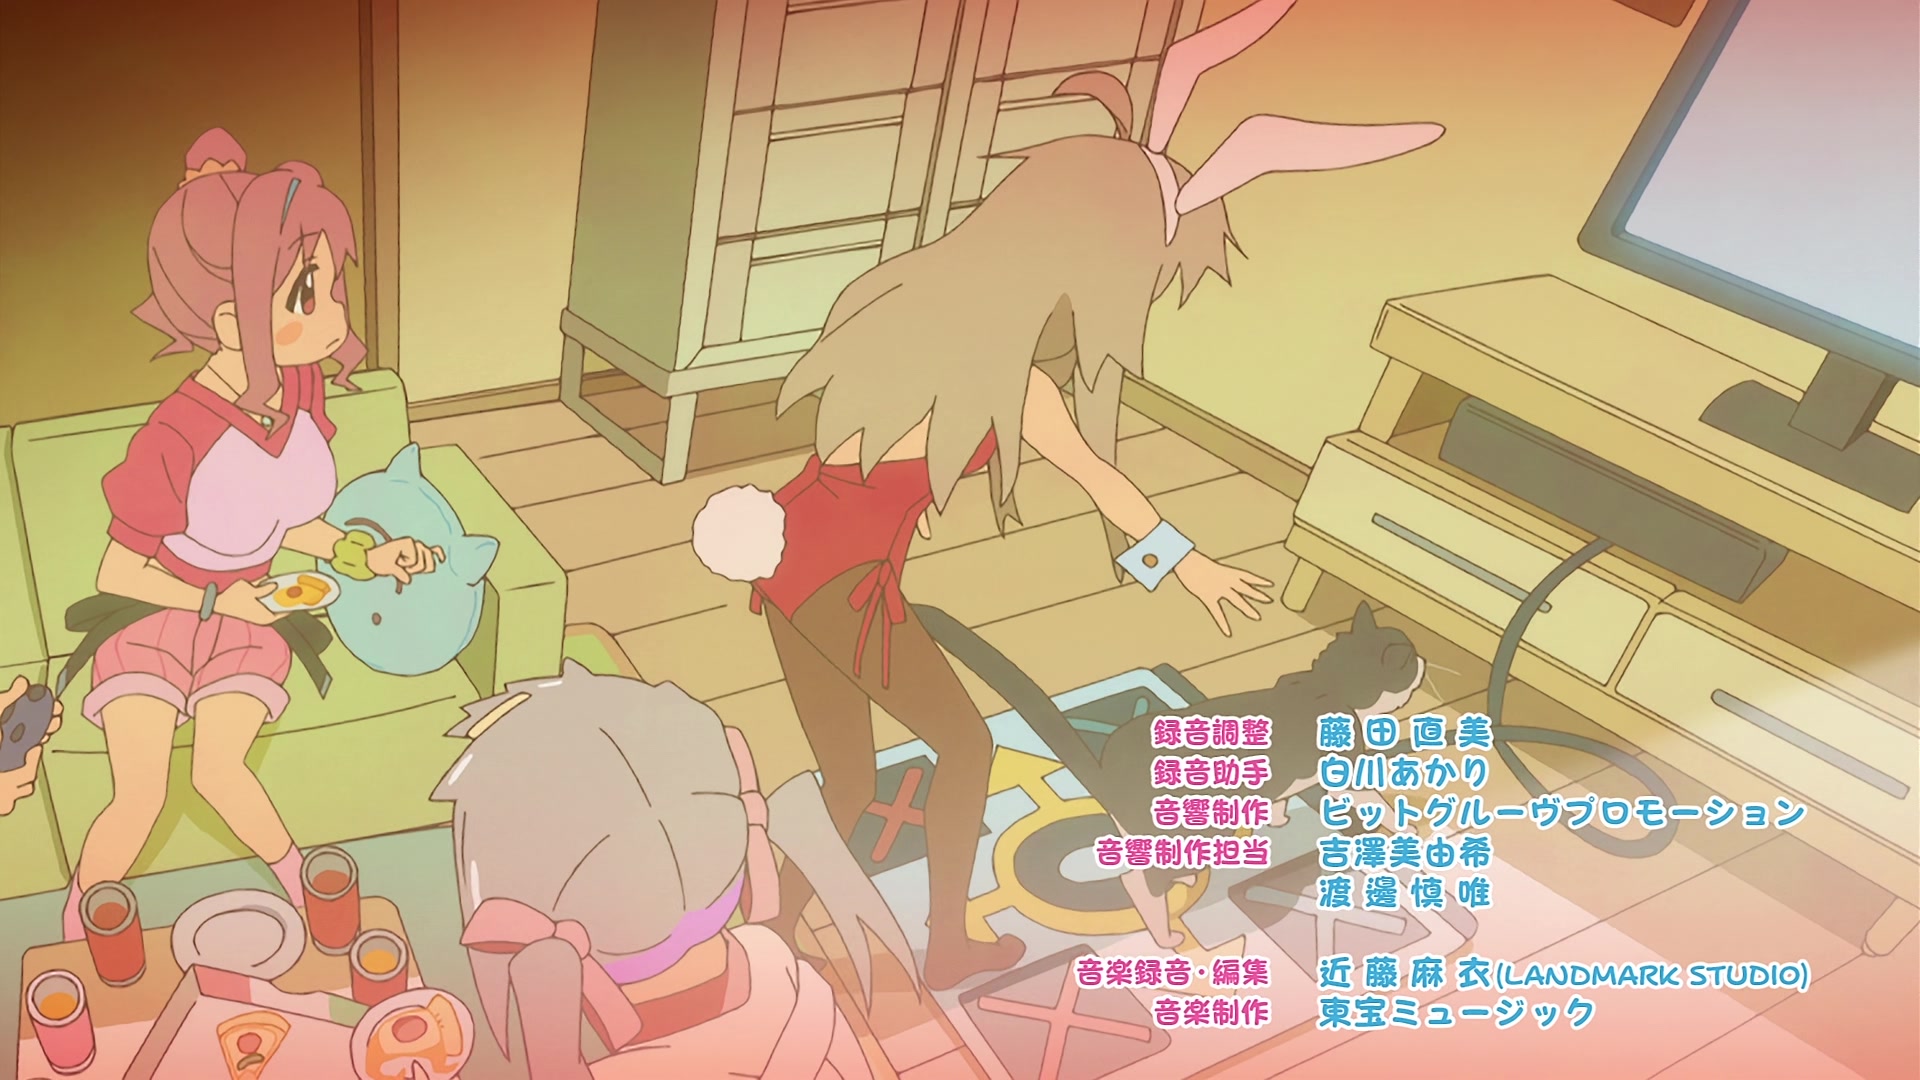 録音調整 藤田直美
録音助手 白川あかり
音響制作 ビットグルーヴプロモーション
音響制作担当 吉澤美由希
渡邊慎唯
音楽録音・編集 近藤麻衣(LANDMARK STUDIO)
音楽制作 東宝ミュージック